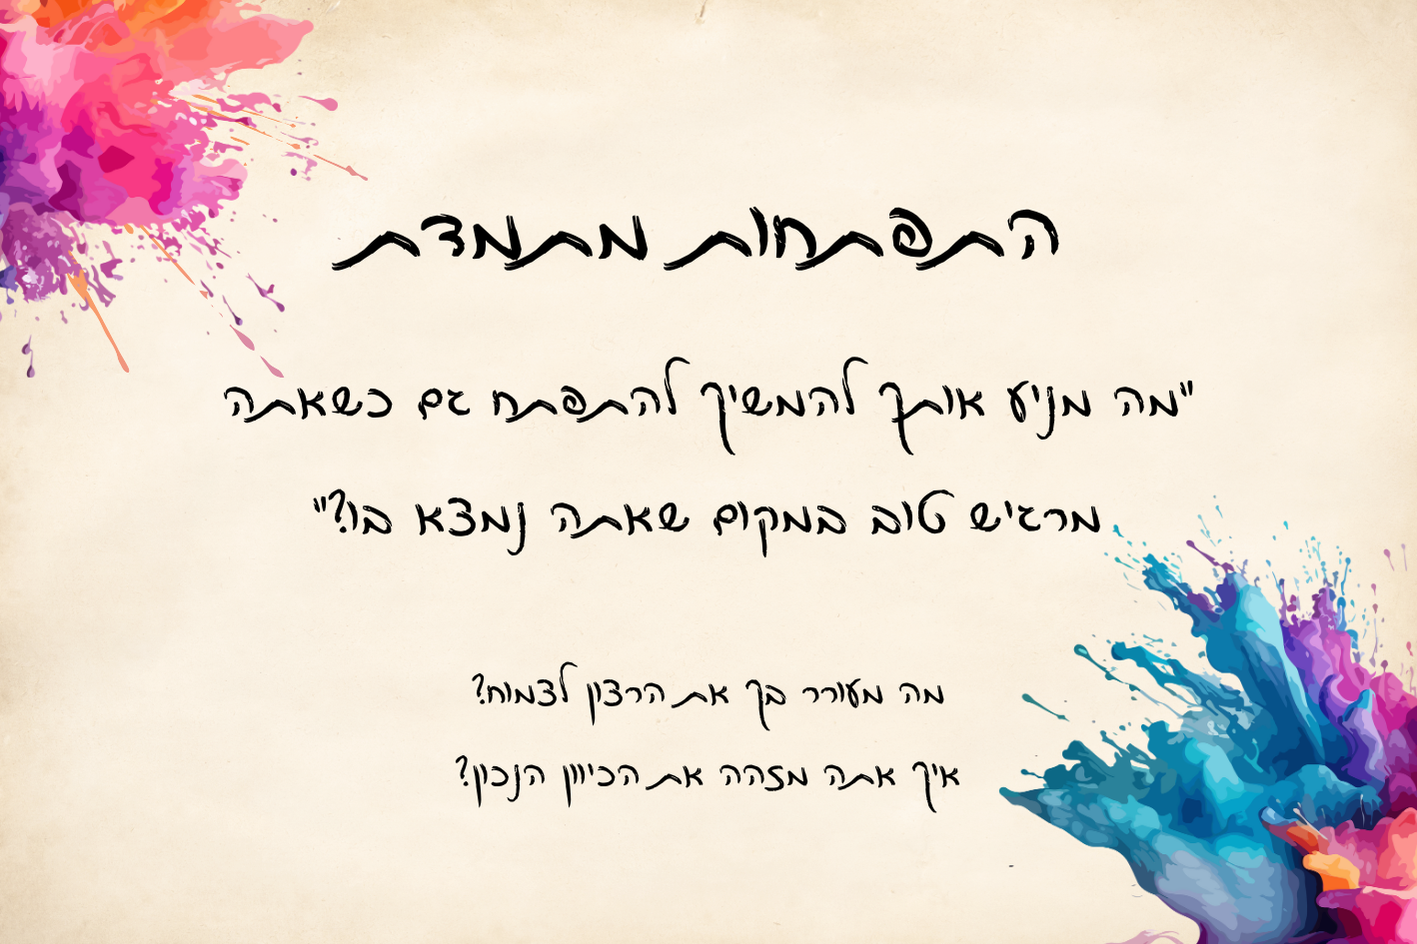 התפתחות מתמדת
"מה מניע אותך להמשיך להתפתח גם כשאתה
מרגיש טוב במקום שאתה נמצא בו?"
מה מעורר בך את הרצון לצמוח?
איך אתה מזהה את הכיוון הנכון?